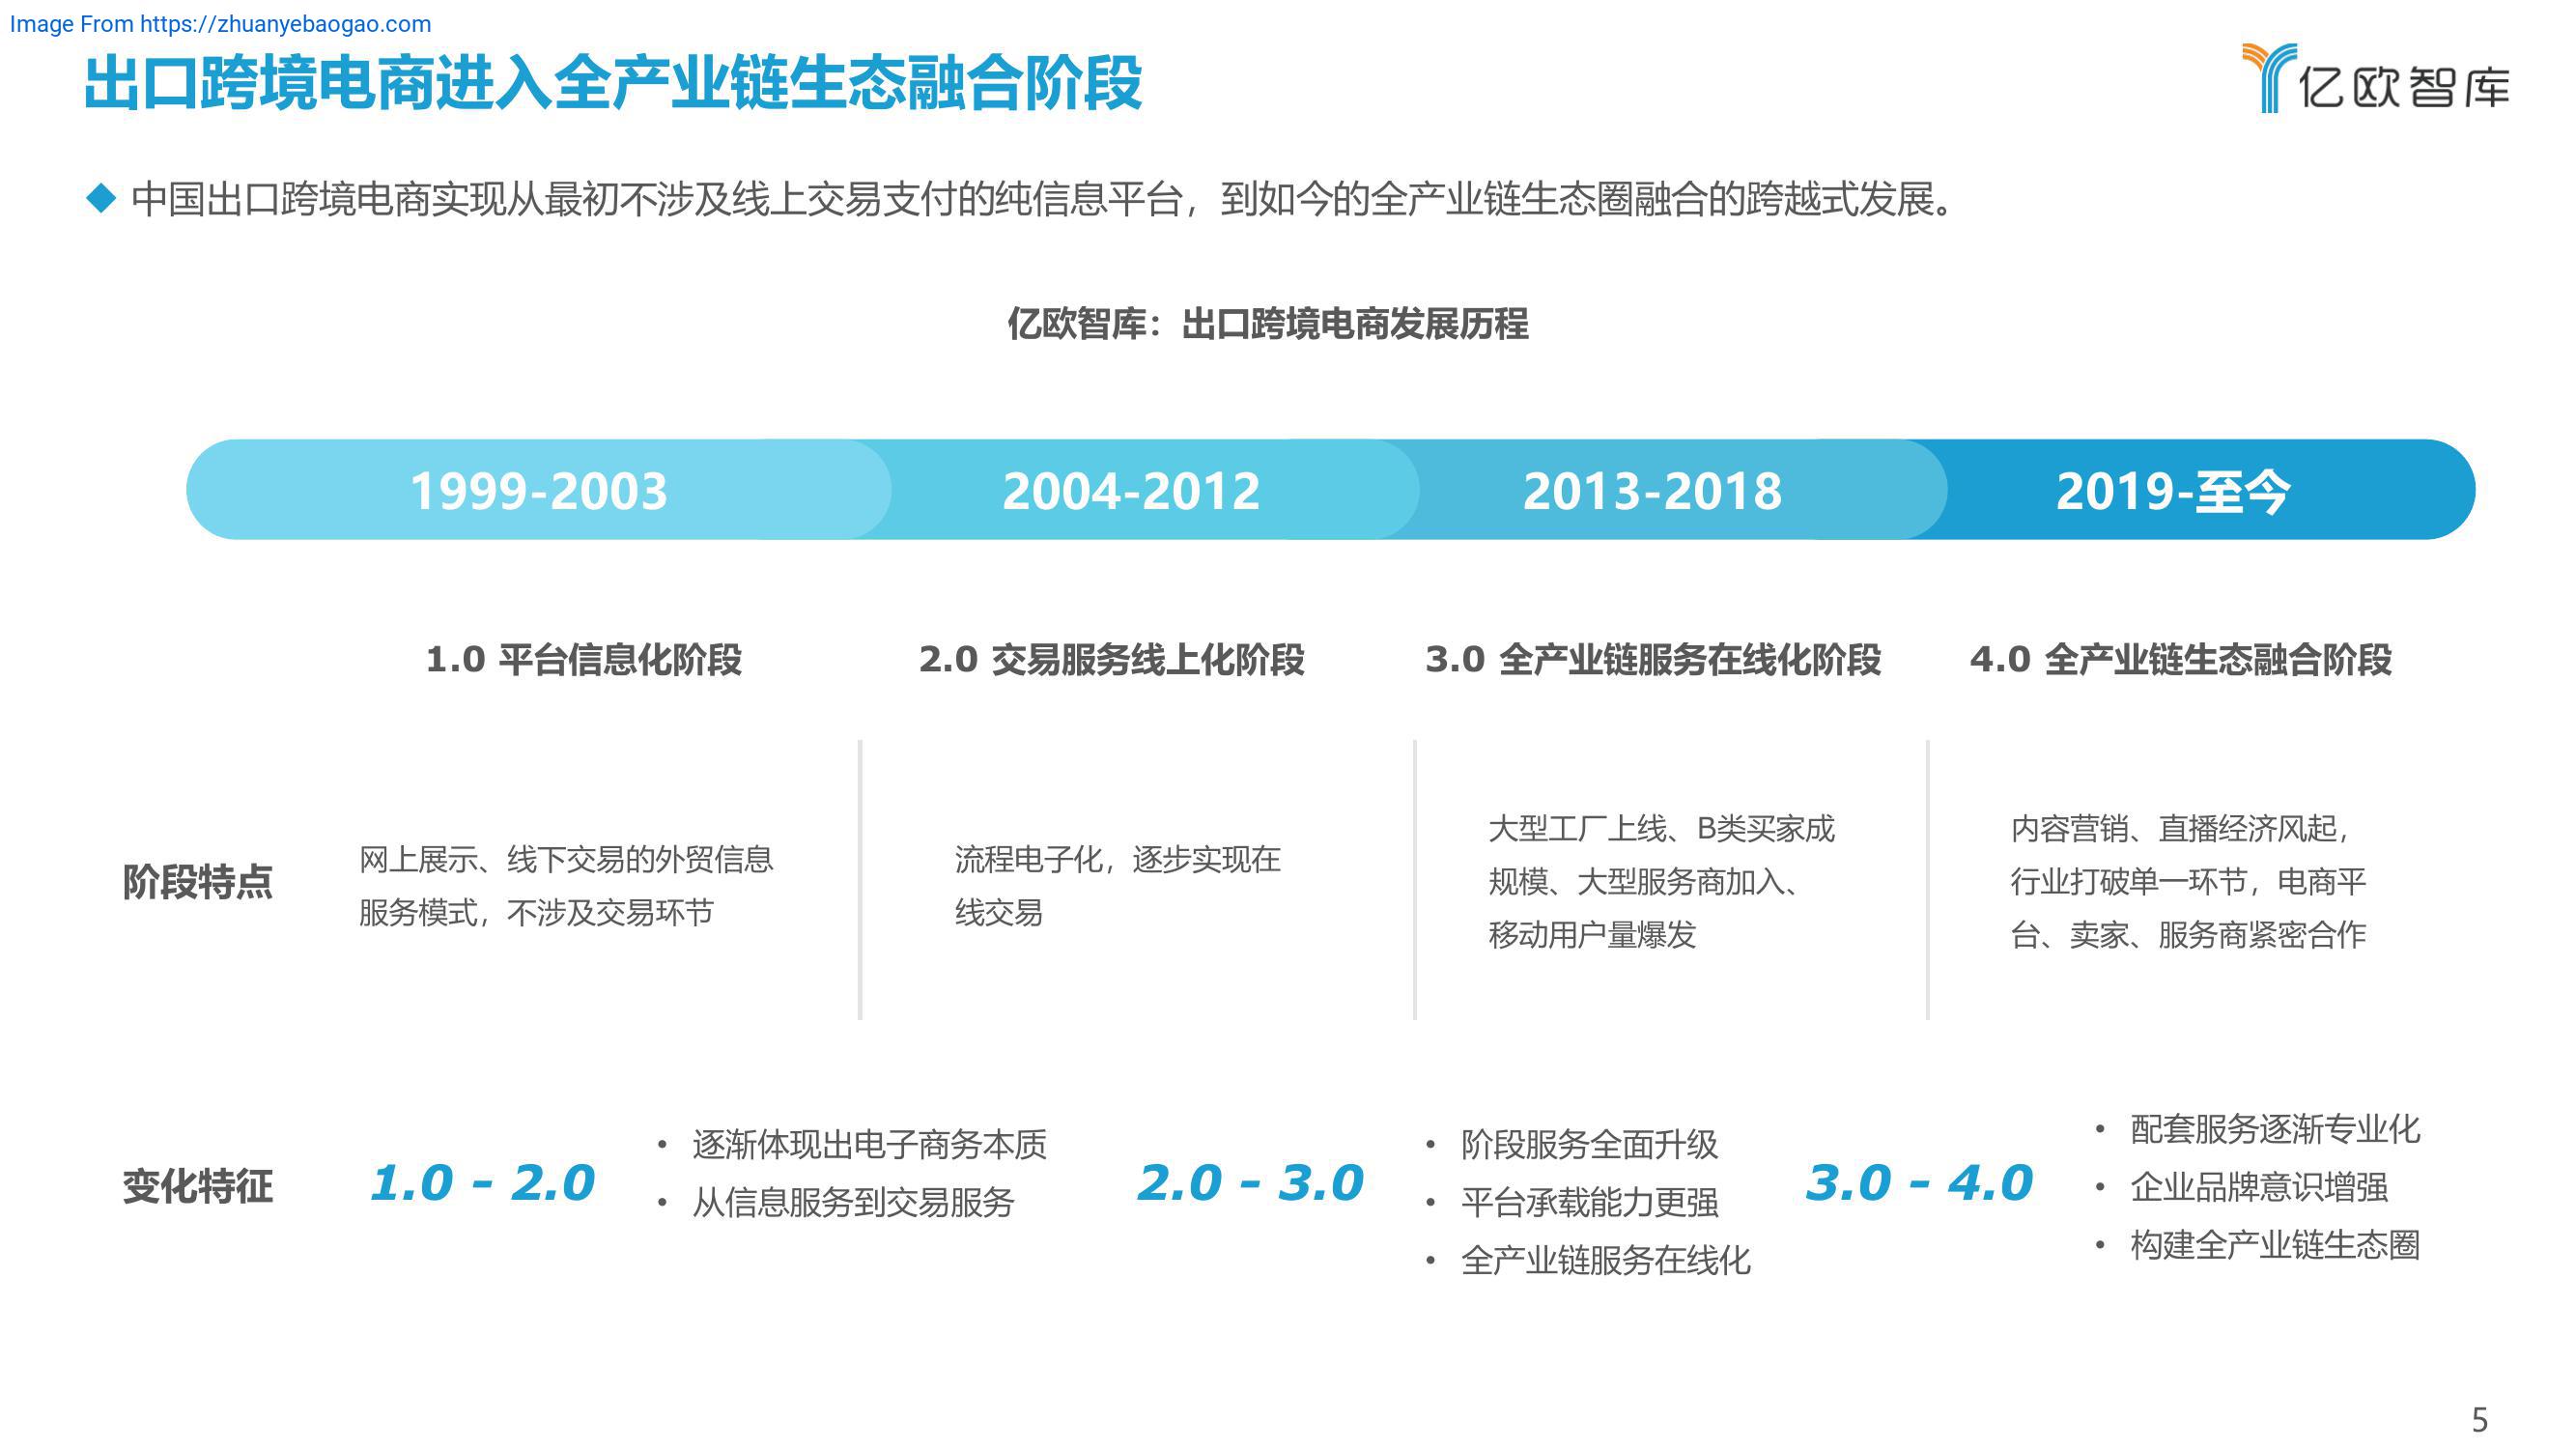 Image From https://zhuanyebaogao.com
出口跨境电商进入全产业链生态融合阶段
亿欧智库
◆ 中国出口跨境电商实现从最初不涉及线上交易支付的纯信息平台，到如今的全产业链生态圈融合的跨越式发展。
亿欧智库：出口跨境电商发展历程
1999-2003
2004-2012
2013-2018
2019-至今
1.0 平台信息化阶段
2.0 交易服务线上化阶段
3.0 全产业链服务在线化阶段
4.0 全产业链生态融合阶段
阶段特点
网上展示、线下交易的外贸信息
服务模式，不涉及交易环节
流程电子化，逐步实现在
线交易
大型工厂上线、B类买家成
规模、大型服务商加入、
移动用户量爆发
内容营销、直播经济风起，
行业打破单一环节，电商平
台、卖家、服务商紧密合作
变化特征
1.0 - 2.0
• 逐渐体现出电子商务本质
• 从信息服务到交易服务
2.0 - 3.0
• 阶段服务全面升级
• 平台承载能力更强
• 全产业链服务在线化
3.0 - 4.0
• 配套服务逐渐专业化
• 企业品牌意识增强
• 构建全产业链生态圈
5